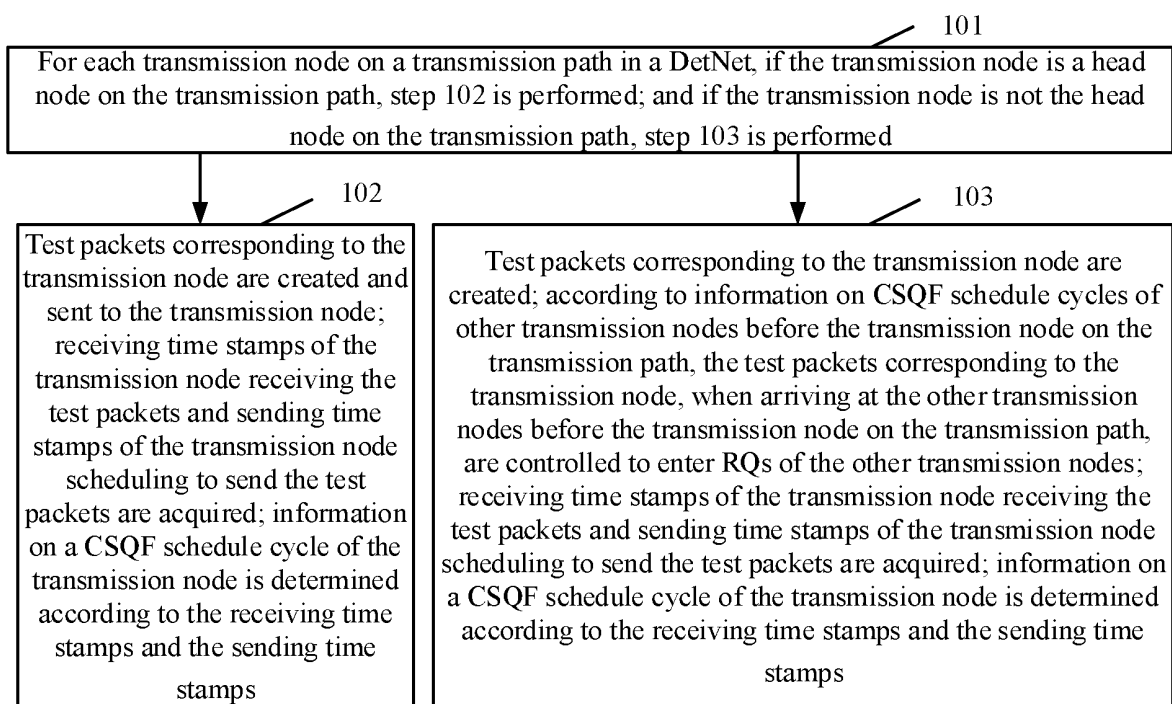 101
For each transmission node on a transmission path in a DetNet, if the transmission node is a head
node on the transmission path, step 102 is performed; and if the transmission node is not the head
node on the transmission path, step 103 is performed
102
Test packets corresponding to the
transmission node are created and
sent to the transmission node;
receiving time stamps of the
transmission node receiving the
test packets and sending time
stamps of the transmission node
scheduling to send the test
packets are acquired; information
on a CSQF schedule cycle of the
transmission node is determined
according to the receiving time
stamps and the sending time
stamps
103
Test packets corresponding to the transmission node are
created; according to information on CSQF schedule cycles of
other transmission nodes before the transmission node on the
transmission path, the test packets corresponding to the
transmission node, when arriving at the other transmission
nodes before the transmission node on the transmission path,
are controlled to enter RQs of the other transmission nodes;
receiving time stamps of the transmission node receiving the
test packets and sending time stamps of the transmission node
scheduling to send the test packets are acquired; information on
a CSQF schedule cycle of the transmission node is determined
according to the receiving time stamps and the sending time
stamps